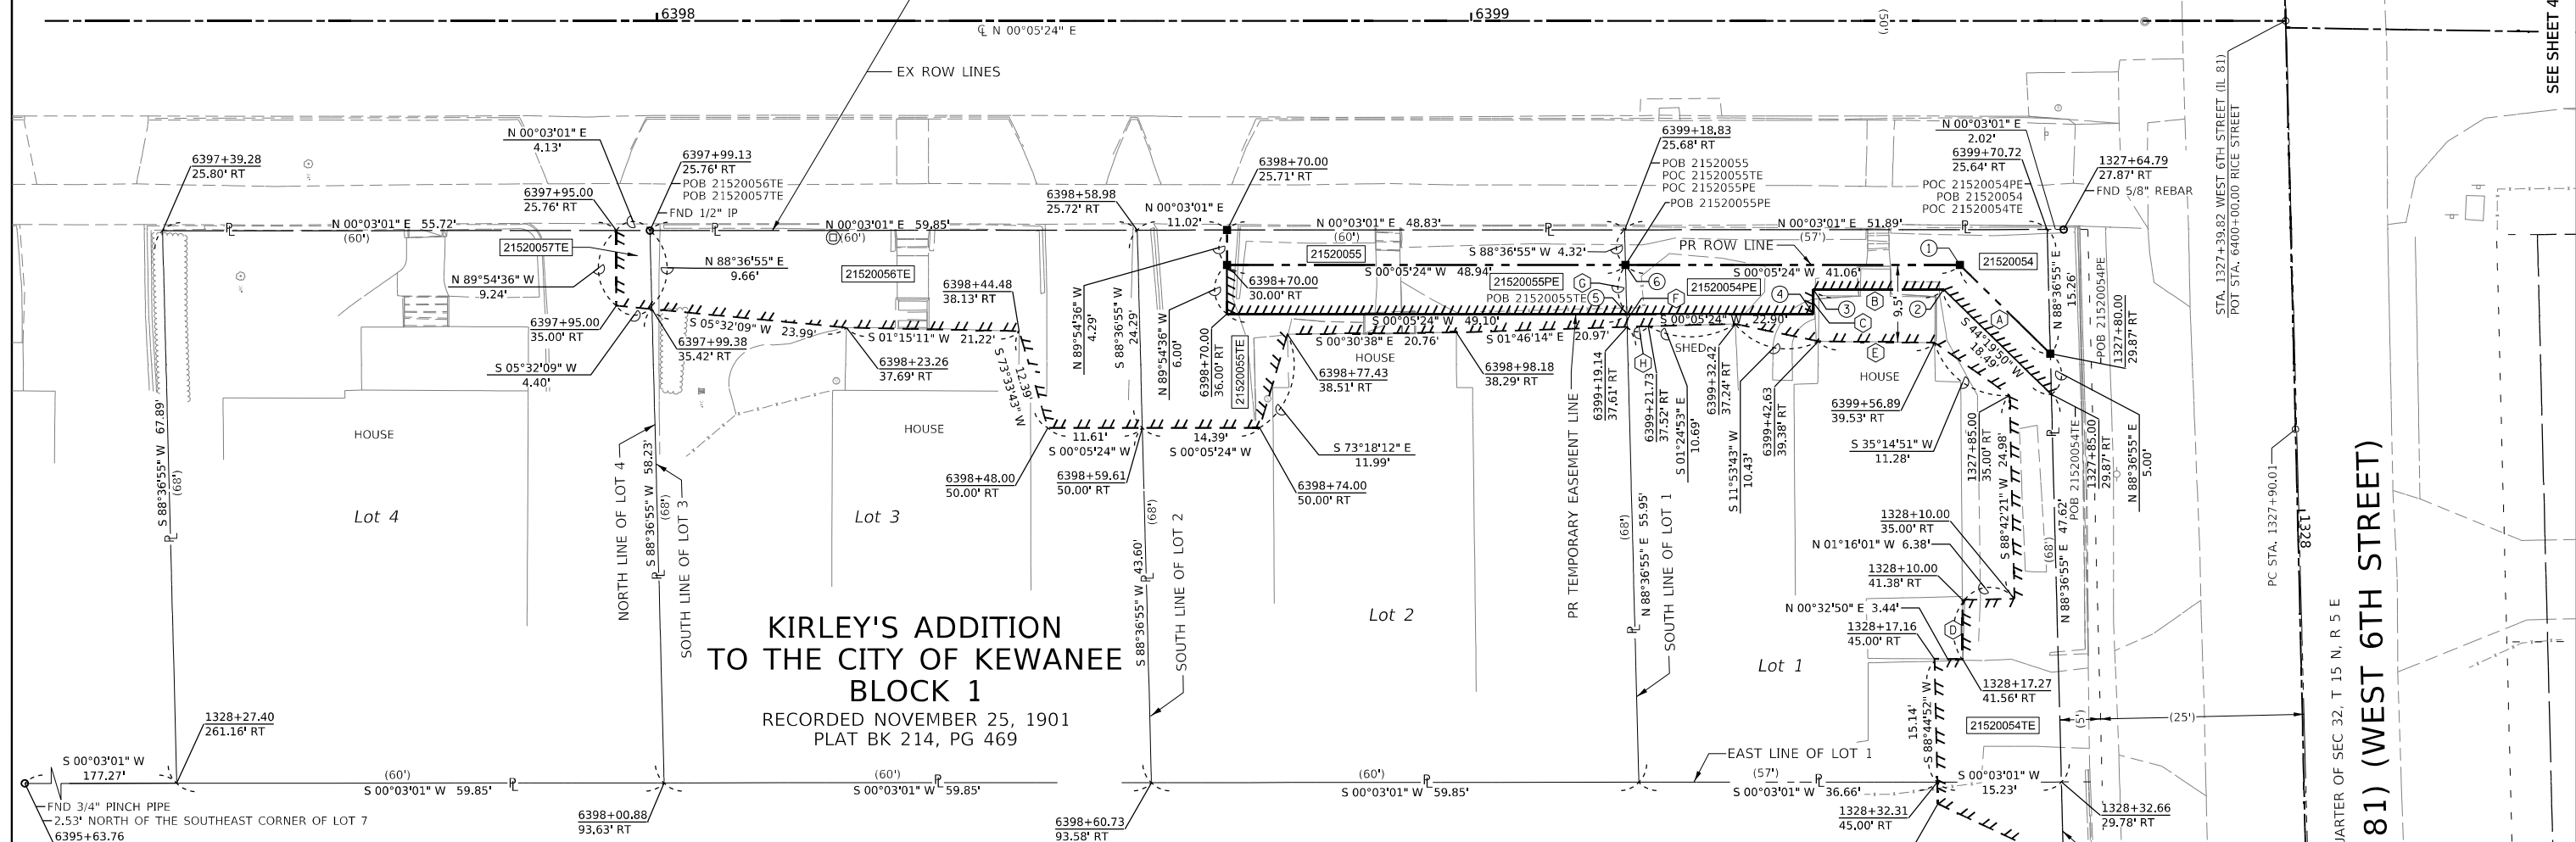 6398
6399
℄ N 00°05'24" E
(50')
SEE SHEET 4
EX ROW LINES
STA. 1327+39.82 WEST 6TH STREET (IL 81)
POT STA. 6400-00.00 RICE STREET
6397+39.28
25.80' RT
N 00°03'01" E
4.13'
6397+99.13
25.76' RT
POB 21520056TE
POB 21520057TE
FND 1/2" IP
6397+95.00
25.76' RT
6398+58.98
25.72' RT
N 00°03'01" E
11.02'
6398+70.00
25.71' RT
6399+18.83
25.68' RT
POB 21520055
POC 21520055TE
POC 2152055PE
POB 21520055PE
N 00°03'01" E
2.02'
6399+70.72
25.64' RT
POC 21520054PE
POB 21520054
POC 21520054TE
1327+64.79
27.87' RT
FND 5/8" REBAR
N 00°03'01" E 55.72'
(60')
N 00°03'01" E 59.85'
(60')
N 00°03'01" E 48.83'
(60')
N 00°03'01" E 51.89'
(57')
21520057TE
N 88°36'55" E
9.66'
21520056TE
N 89°54'36" W
9.24'
6397+95.00
35.00' RT
S 05°32'09" W
4.40'
S 05°32'09" W 23.99'
6397+99.38
35.42' RT
S 01°15'11" W
21.22'
6398+23.26
37.69' RT
6398+44.48
38.13' RT
S 73°33'43" W
12.39'
N 89°54'36" W
4.29'
S 88°36'55" W
24.29'
N 89°54'36" W
6.00'
6398+70.00
36.00' RT
21520055TE
6398+70.00
30.00' RT
21520055
S 88°36'55" W 4.32'
PR ROW LINE
S 00°05'24" W 48.94'
S 00°05'24" W 41.06'
21520055PE
POB 21520055TE
21520054PE
21520054
1
2
3
4
5
6
A
B
C
D
E
F
G
H
9.5'
S 00°05'24" W 49.10'
S 00°05'24" W 22.90'
S 00°30'38" E 20.76'
S 01°46'14" E 20.97'
HOUSE
SHED
HOUSE
6398+77.43
38.51' RT
6398+98.18
38.29' RT
6399+19.14
37.61' RT
6399+21.73
37.52' RT
S 01°24'53" E
10.69'
6399+32.42
37.24' RT
S 11°53'43" W
10.43'
6399+42.63
39.38' RT
6399+56.89
39.53' RT
S 35°14'51" W
11.28'
S 44°19'50" W
18.49'
N 88°36'55" E
15.26'
POB 21520054PE
1327+80.00
29.87' RT
1327+85.00
35.00' RT
S 88°42'21" W 24.98'
POB 21520054TE
1327+85.00
29.87' RT
N 88°36'55" E
5.00'
PC STA. 1327+90.01
1328
S 88°36'55" W 67.89'
(68')
HOUSE
Lot 4
NORTH LINE OF LOT 4
S 88°36'55" W 58.23'
(68')
SOUTH LINE OF LOT 3
HOUSE
Lot 3
11.61'
S 00°05'24" W
14.39'
S 00°05'24" W
S 73°18'12" E
11.99'
6398+48.00
50.00' RT
6398+59.61
50.00' RT
6398+74.00
50.00' RT
(68')
S 88°36'55" W 43.60'
SOUTH LINE OF LOT 2
Lot 2
PR TEMPORARY EASEMENT LINE
(68')
N 88°36'55" E 55.95'
SOUTH LINE OF LOT 1
Lot 1
1328+10.00
35.00' RT
N 01°16'01" W 6.38'
1328+10.00
41.38' RT
N 00°32'50" E 3.44'
1328+17.16
45.00' RT
(68')
N 88°36'55" E 47.62'
1328+17.27
41.56' RT
21520054TE
15.14'
S 88°44'52" W
(5')
(25')
KIRLEY'S ADDITION
TO THE CITY OF KEWANEE
BLOCK 1
RECORDED NOVEMBER 25, 1901
PLAT BK 214, PG 469
1328+27.40
261.16' RT
S 00°03'01" W
177.27'
(60')
S 00°03'01" W 59.85'
(60')
S 00°03'01" W 59.85'
(60')
S 00°03'01" W 59.85'
EAST LINE OF LOT 1
(57')
S 00°03'01" W 36.66'
S 00°03'01" W
15.23'
FND 3/4" PINCH PIPE
2.53' NORTH OF THE SOUTHEAST CORNER OF LOT 7
6395+63.76
6398+00.88
93.63' RT
6398+60.73
93.58' RT
1328+32.31
45.00' RT
1328+32.66
29.78' RT
UARTER OF SEC 32, T 15 N, R 5 E
81) (WEST 6TH STREET)